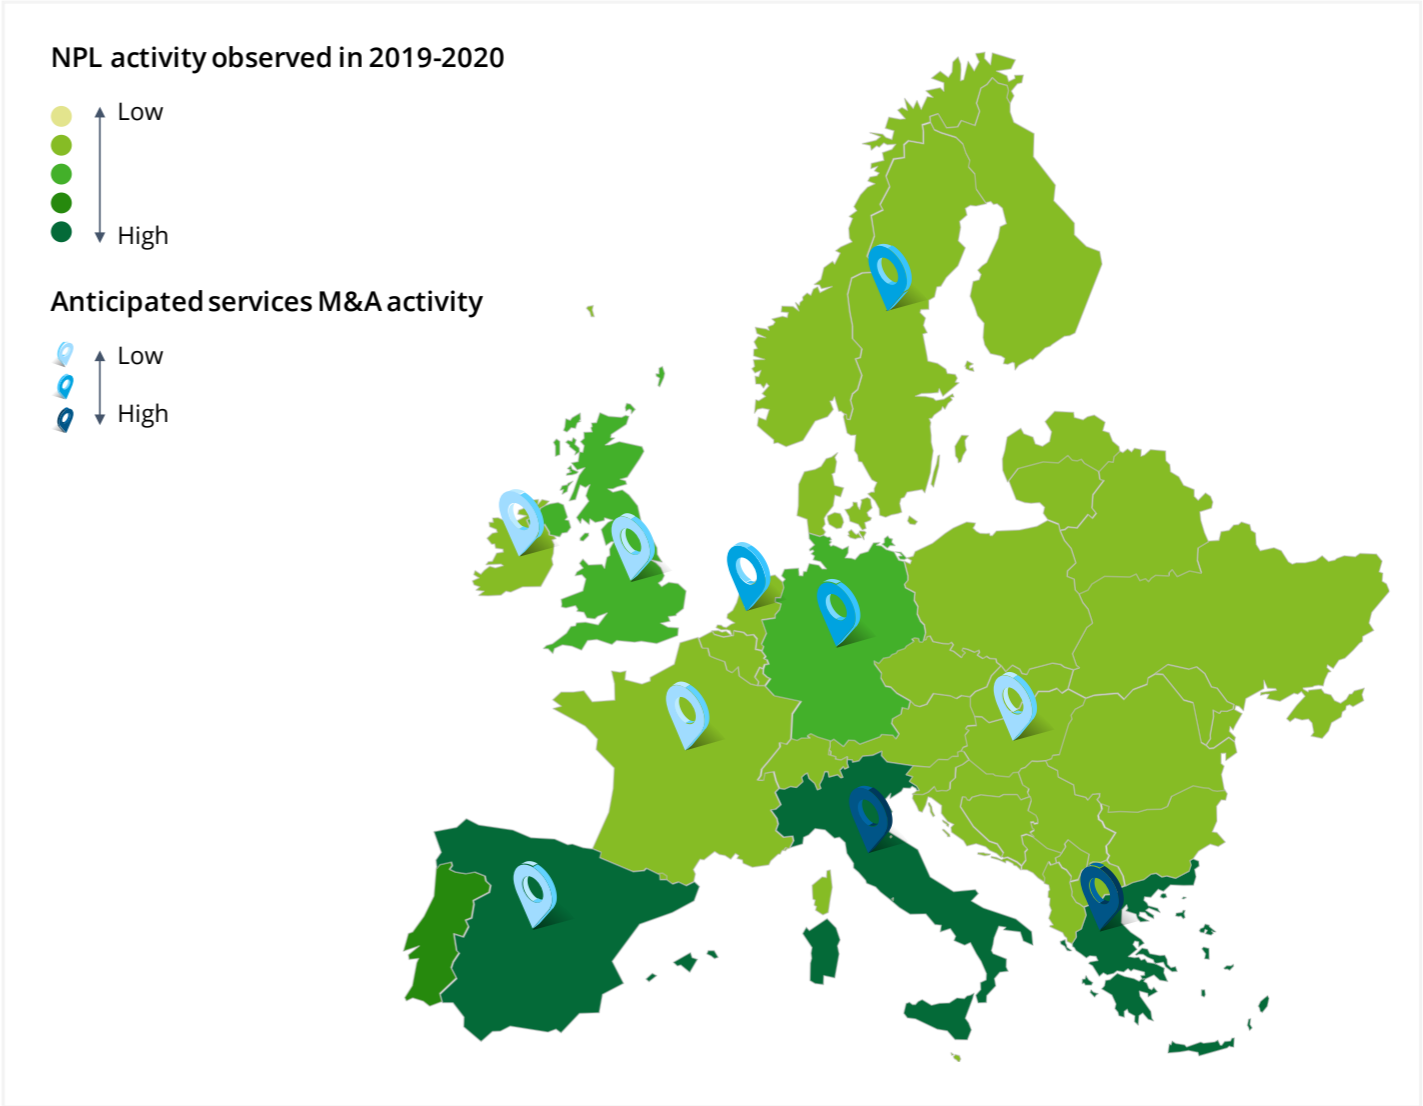 NPL activity observed in 2019-2020
Low
High
Anticipated services M&A activity
Low
High